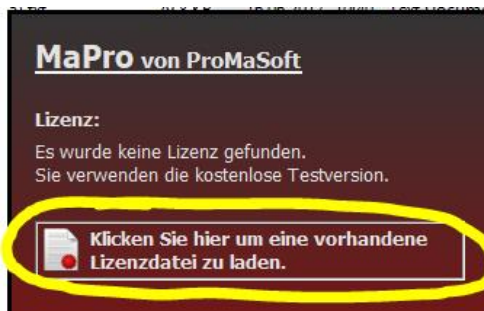 MaPro von ProMaSoft
Lizenz:
Es wurde keine Lizenz gefunden.
Sie verwenden die kostenlose Testversion.
Klicken Sie hier um eine vorhandene
Lizenzdatei zu laden.